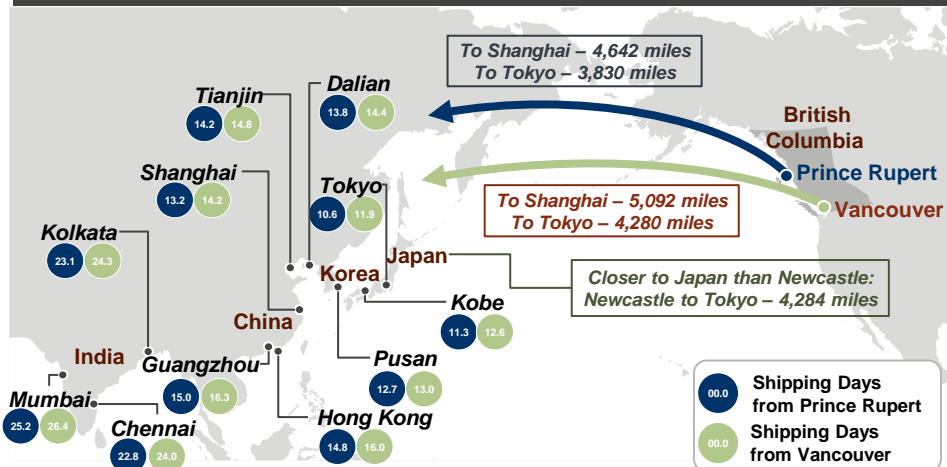 To Shanghai – 4,642 miles
To Tokyo – 3,830 miles
Dalian
13.8 14.4
Tianjin
14.2 14.8
British
Columbia
Prince Rupert
Vancouver
Shanghai
13.2 14.2
Tokyo
10.6 11.9
To Shanghai – 5,092 miles
To Tokyo – 4,280 miles
Kolkata
23.1 24.3
Japan
Korea
Closer to Japan than Newcastle:
Newcastle to Tokyo – 4,284 miles
Kobe
11.3 12.6
China
India
Guangzhou
15.0 16.3
Pusan
12.7 13.0
Mumbai
25.2 26.4
Chennai
22.8 24.0
Hong Kong
14.8 16.0
00.0 Shipping Days
from Prince Rupert
00.0 Shipping Days
from Vancouver